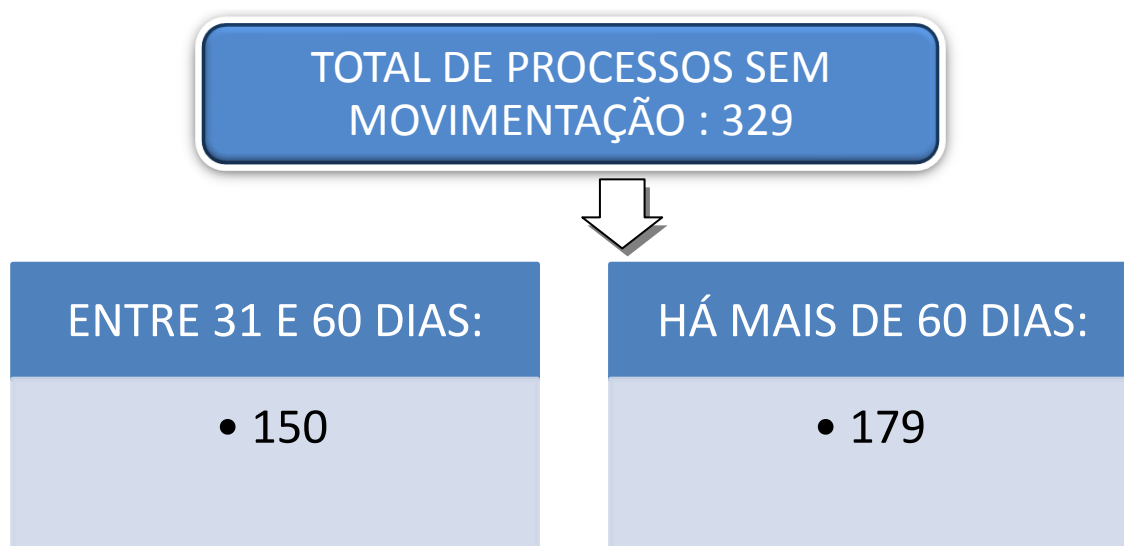 TOTAL DE PROCESSOS SEM
MOVIMENTAÇÃO : 329
ENTRE 31 E 60 DIAS:
• 150
HÁ MAIS DE 60 DIAS:
• 179